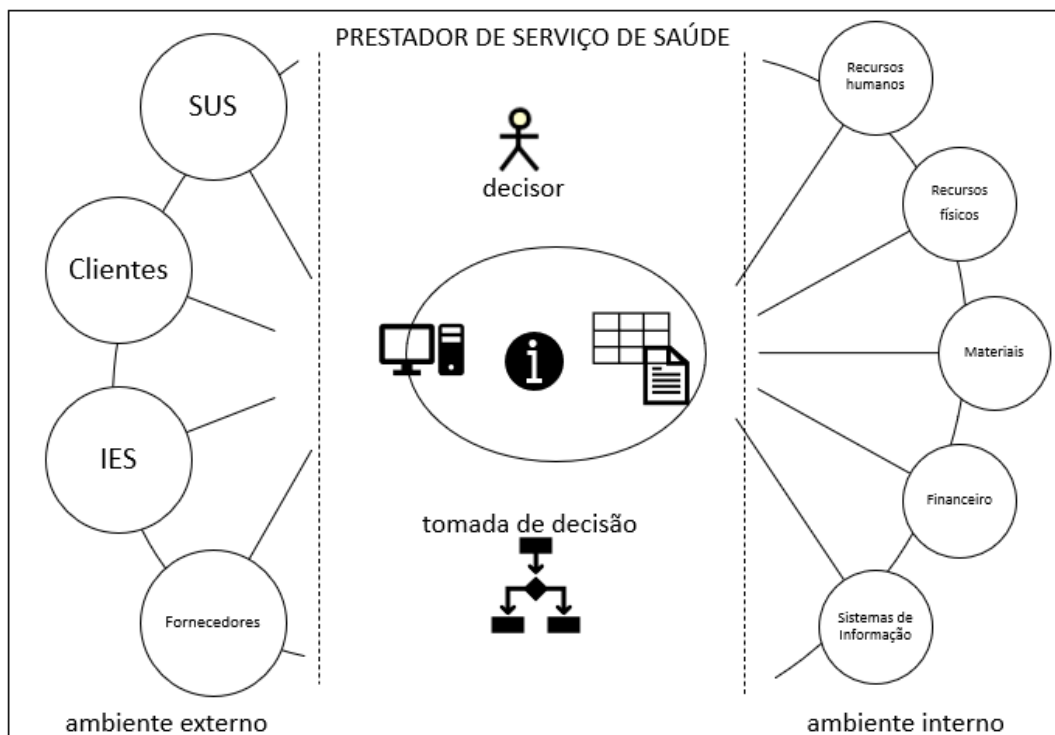 PRESTADOR DE SERVIÇO DE SAÚDE
SUS
Clientes
IES
Fornecedores
ambiente externo
decisor
i
tomada de decisão
Recursos
humanos
Recursos
físicos
Materiais
Financeiro
Sistemas de
Informação
ambiente interno